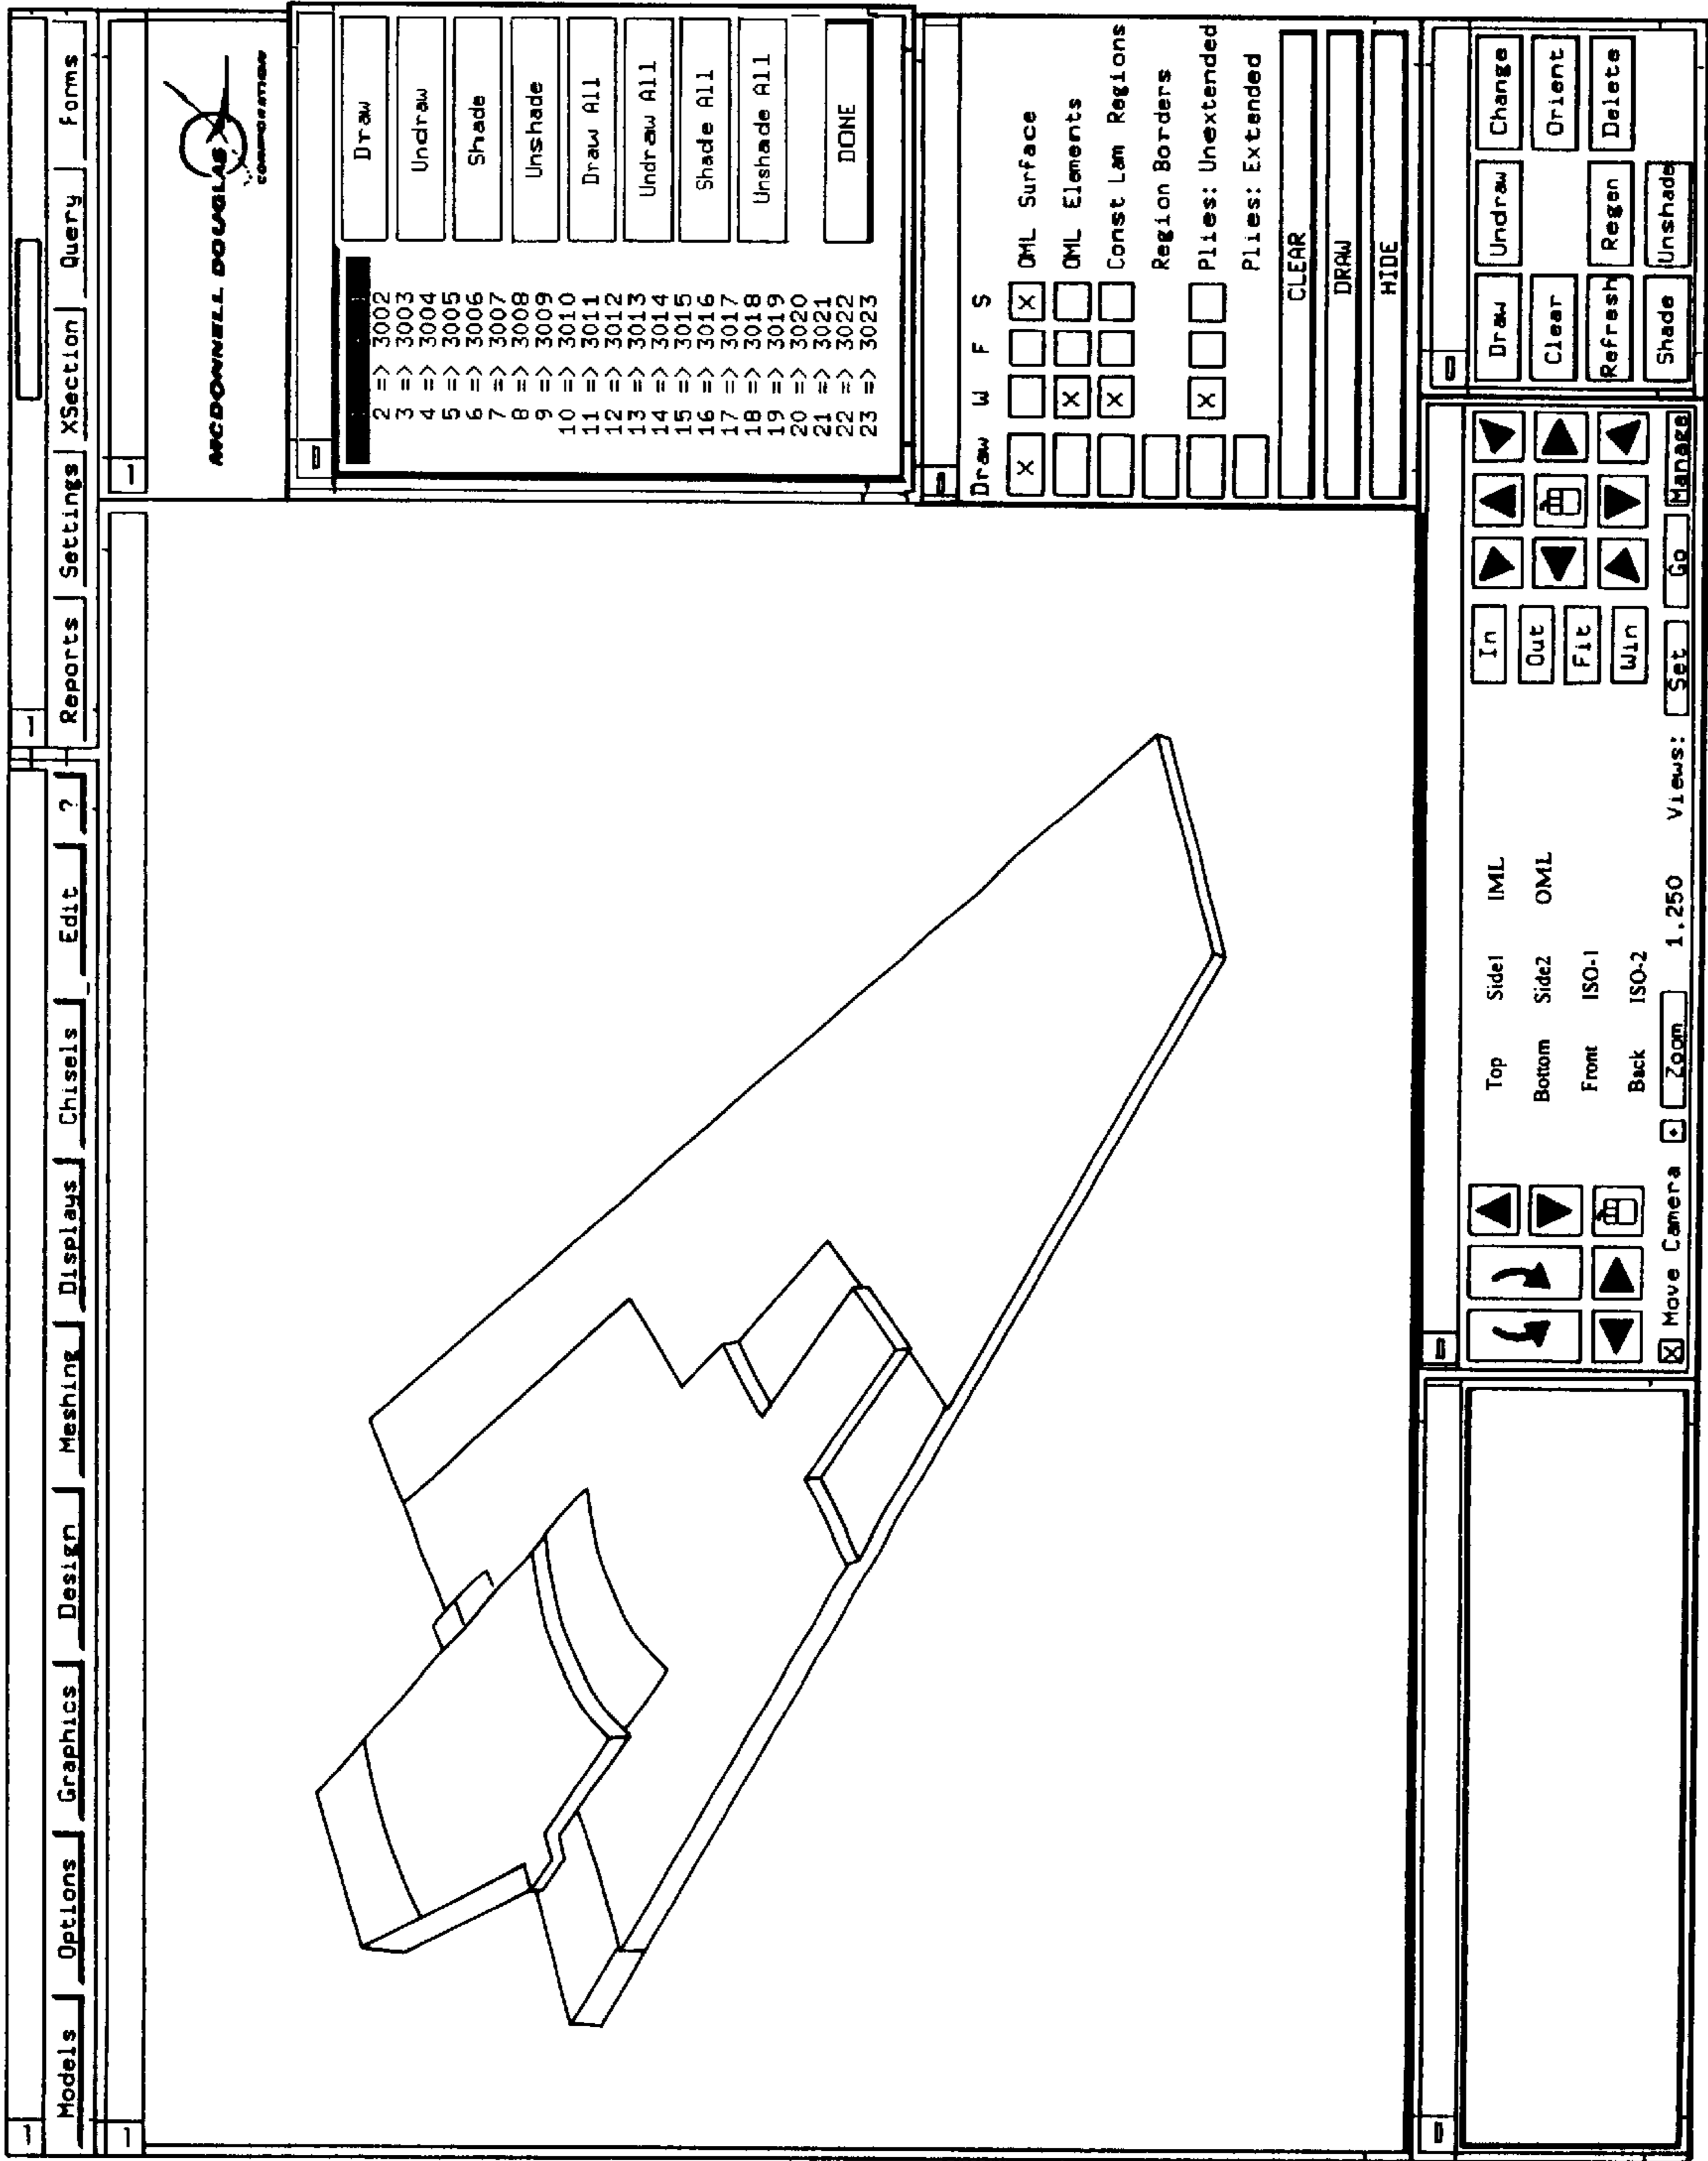 Models Options Graphics Design Meshing Displays Chisels Edit ?
Reports Settings XSection Query Forms
MCDONNELL DOUGLAS
CORPORATION
2 => 3002
3 => 3003
4 => 3004
5 => 3005
6 => 3006
7 => 3007
8 => 3008
9 => 3009
10 => 3010
11 => 3011
12 => 3012
13 => 3013
14 => 3014
15 => 3015
16 => 3016
17 => 3017
18 => 3018
19 => 3019
20 => 3020
21 => 3021
22 => 3022
23 => 3023
Draw
Undraw
Shade
Unshade
Draw All
Undraw All
Shade All
Unshade All
DONE
Draw W F S
X X OML Surface
X OML Elements
X Const Lam Regions
Region Borders
X Plies: Unextended
Plies: Extended
CLEAR
DRAW
HIDE
Top Side1 IML
Bottom Side2 OML
Front ISO-1
Back ISO-2
In
Out
Fit
Win
X Move Camera Zoom 1.250 Views: Set Go Manage
Draw Undraw Change
Clear Orient
Refresh Regen Delete
Shade Unshade